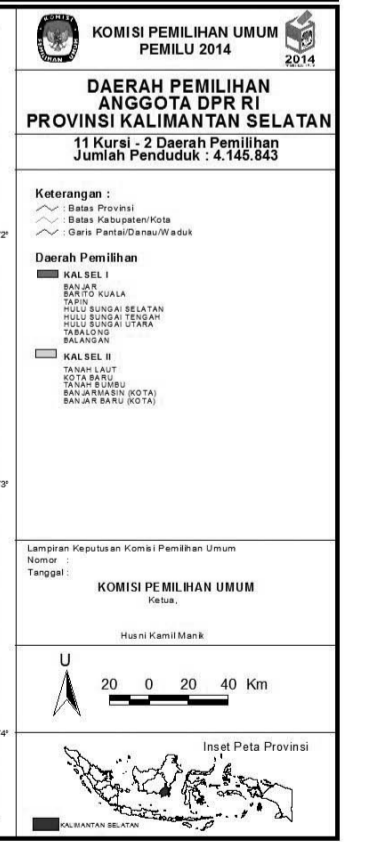 KOMISI PEMILIHAN UMUM
PEMILU 2014
2014
DAERAH PEMILIHAN
ANGGOTA DPR RI
PROVINSI KALIMANTAN SELATAN
11 Kursi - 2 Daerah Pemilihan
Jumlah Penduduk : 4.145.843
Keterangan :
: Batas Provinsi
: Batas Kabupaten/Kota
: Garis Pantai/Danau/Waduk
Daerah Pemilihan
KALSEL I
BANJAR
BARITO KUALA
TAPIN
HULU SUNGAI SELATAN
HULU SUNGAI TENGAH
HULU SUNGAI UTARA
TABALONG
BALANGAN
KALSEL II
TANAH LAUT
KOTA BARU
TANAH BUMBU
BANJARMASIN (KOTA)
BANJAR BARU (KOTA)
2°
3°
Lampiran Keputusan Komisi Pemilihan Umum
Nomor :
Tanggal :
KOMISI PEMILIHAN UMUM
Ketua,
Husni Kamil Manik
U
20 0 20 40 Km
4°
Inset Peta Provinsi
KALIMANTAN SELATAN